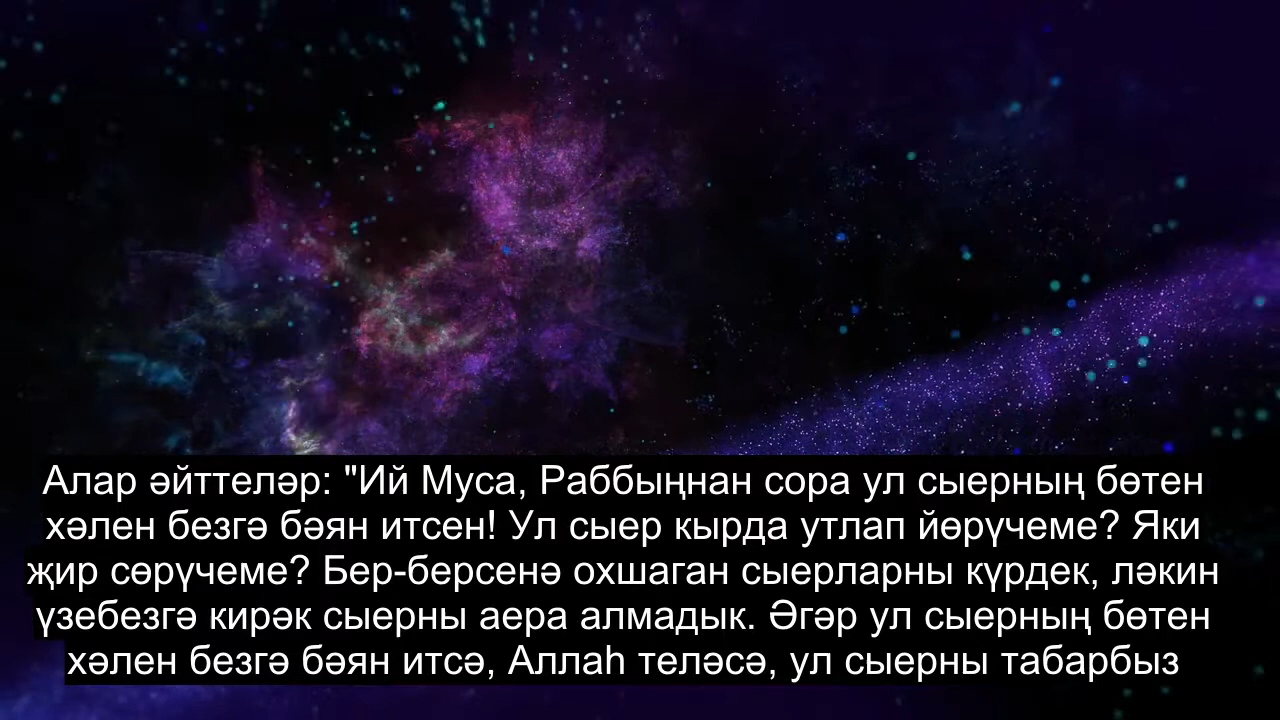 Алар әйттеләр: "Ий Муса, Раббыңнан сора ул сыерның бөтен
хәлен безгә бәян итсен! Ул сыер кырда утлап йөрүчеме? Яки
җир сөрүчеме? Бер-берсенә охшаган сыерларны күрдек, ләкин
үзебезгә кирәк сыерны аера алмадык. Әгәр ул сыерның бөтен
хәлен безгә бәян итсә, Аллаһ теләсә, ул сыерны табарбыз